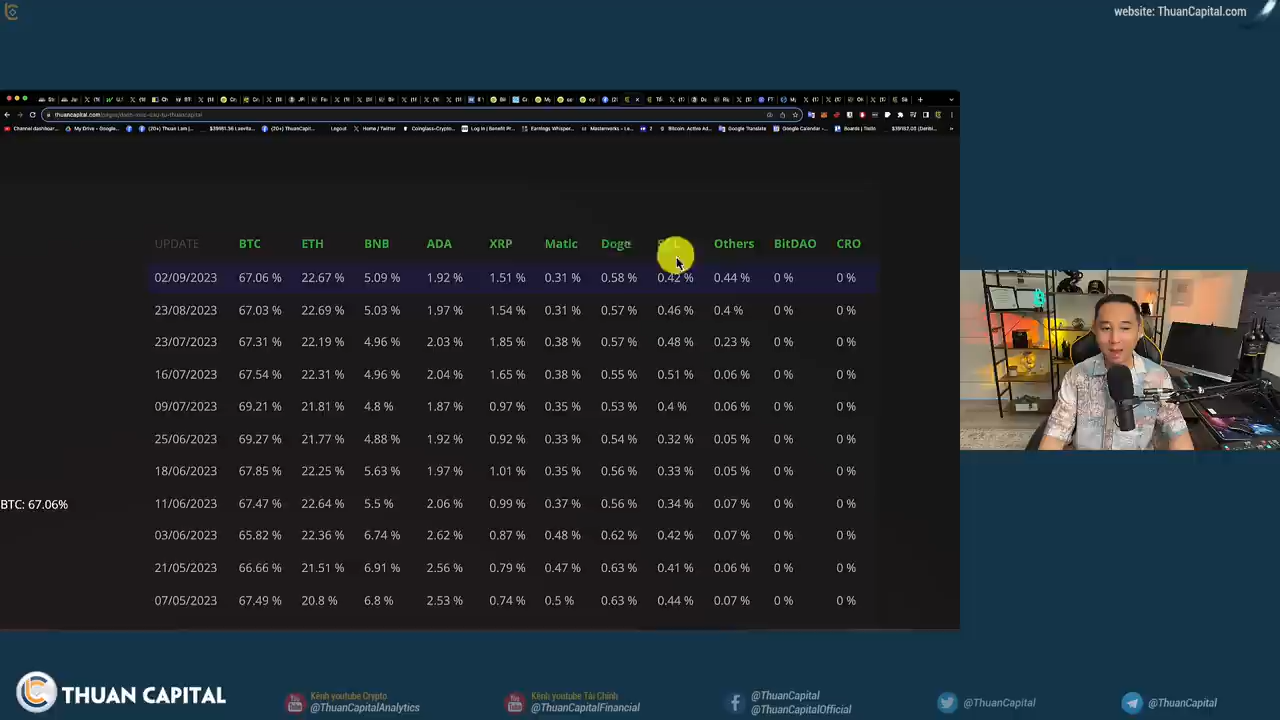 website: ThuanCapital.com
UPDATE BTC ETH BNB ADA XRP Matic Doge Others BitDAO CRO
02/09/2023 67.06 % 22.67 % 5.09 % 1.92 % 1.51 % 0.31 % 0.58 % 0.42 % 0.44 % 0 % 0 %
23/08/2023 67.03 % 22.69 % 5.03 % 1.97 % 1.54 % 0.31 % 0.57 % 0.46 % 0.4 % 0 % 0 %
23/07/2023 67.31 % 22.19 % 4.96 % 2.03 % 1.85 % 0.38 % 0.57 % 0.48 % 0.23 % 0 % 0 %
16/07/2023 67.54 % 22.31 % 4.96 % 2.04 % 1.65 % 0.38 % 0.55 % 0.51 % 0.06 % 0 % 0 %
09/07/2023 69.21 % 21.81 % 4.8 % 1.87 % 0.97 % 0.35 % 0.53 % 0.4 % 0.06 % 0 % 0 %
25/06/2023 69.27 % 21.77 % 4.88 % 1.92 % 0.92 % 0.33 % 0.54 % 0.32 % 0.05 % 0 % 0 %
18/06/2023 67.85 % 22.25 % 5.63 % 1.97 % 1.01 % 0.35 % 0.56 % 0.33 % 0.05 % 0 % 0 %
11/06/2023 67.47 % 22.64 % 5.5 % 2.06 % 0.99 % 0.37 % 0.56 % 0.34 % 0.07 % 0 % 0 %
BTC: 67.06%
03/06/2023 65.82 % 22.36 % 6.74 % 2.62 % 0.87 % 0.48 % 0.62 % 0.42 % 0.07 % 0 % 0 %
21/05/2023 66.66 % 21.51 % 6.91 % 2.56 % 0.79 % 0.47 % 0.63 % 0.41 % 0.06 % 0 % 0 %
07/05/2023 67.49 % 20.8 % 6.8 % 2.53 % 0.74 % 0.5 % 0.63 % 0.44 % 0.07 % 0 % 0 %
THUAN CAPITAL
Kênh youtube Crypto
@ThuanCapitalAnalytics
Kênh youtube Tài Chính
@ThuanCapitalFinancial
@ThuanCapital
@ThuanCapitalOfficial
@ThuanCapital
@ThuanCapital